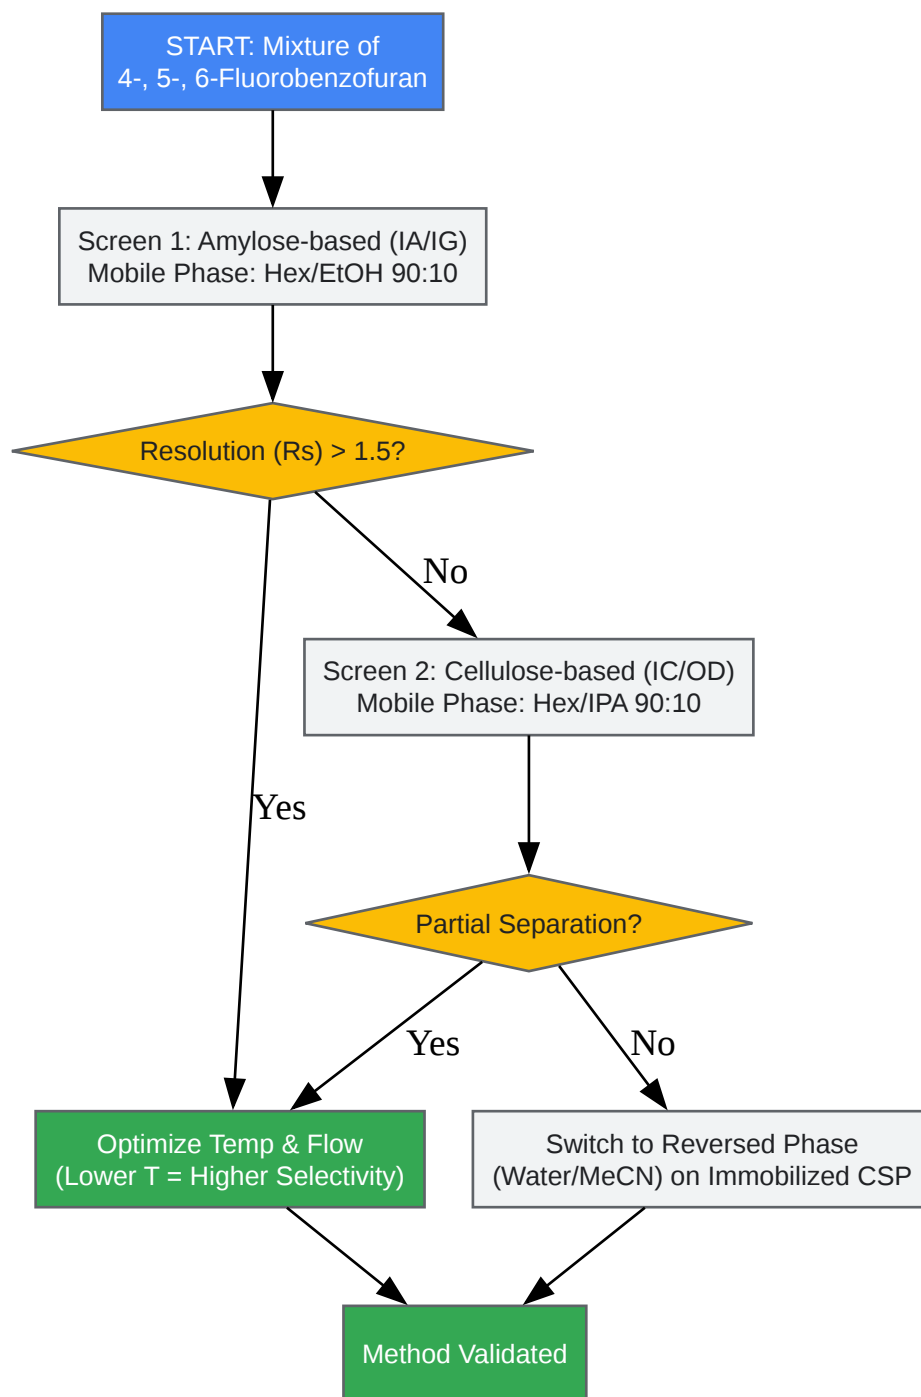 START: Mixture of
4-, 5-, 6-Fluorobenzofuran
Screen 1: Amylose-based (IA/IG)
Mobile Phase: Hex/EtOH 90:10
Resolution (Rs) > 1.5?
No
Screen 2: Cellulose-based (IC/OD)
Mobile Phase: Hex/IPA 90:10
Yes
Partial Separation?
Yes
No
Optimize Temp & Flow
(Lower T = Higher Selectivity)
Switch to Reversed Phase
(Water/MeCN) on Immobilized CSP
Method Validated